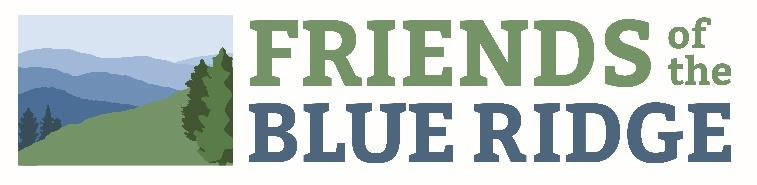 FRIENDS of the
BLUE RIDGE